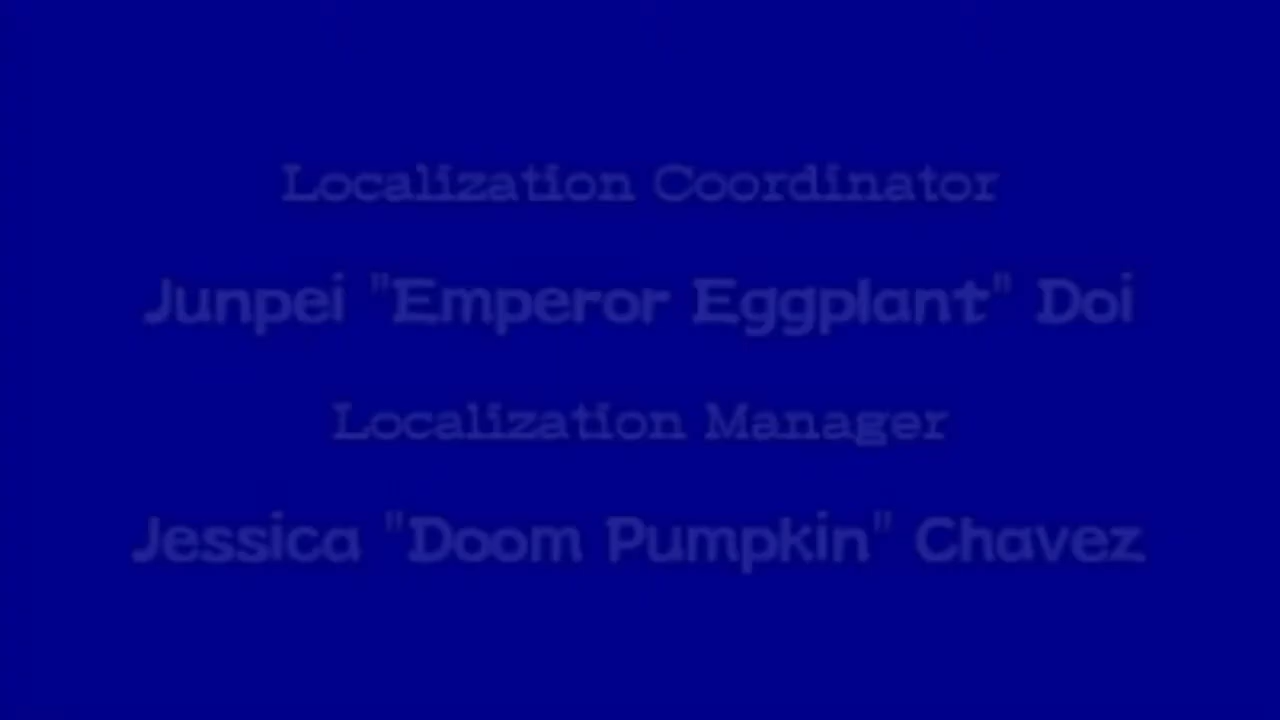 Localization Coordinator
Junpei "Emperor Eggplant" Doi
Localization Manager
Jessica "Doom Pumpkin" Chavez